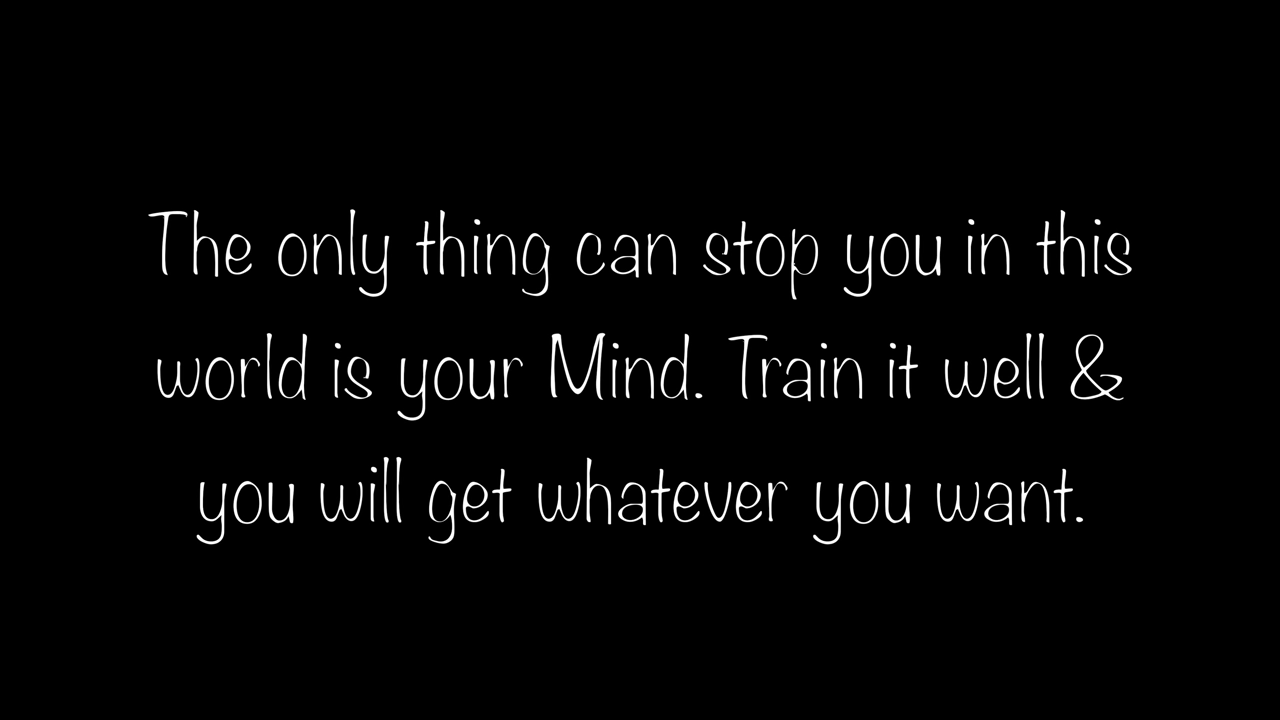 The only thing can stop you in this
world is your Mind. Train it well &
you will get whatever you want.